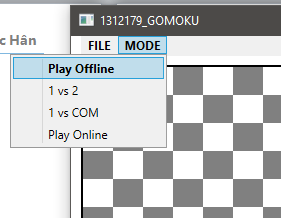 1312179_GOMOKU
c Hân
FILE MODE
Play Offline
1 vs 2
1 vs COM
Play Online